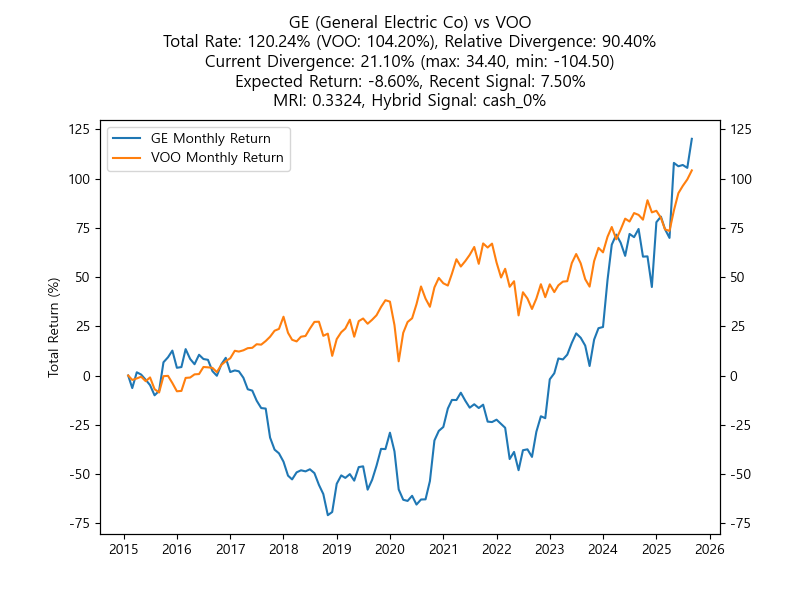 GE (General Electric Co) vs VOO
Total Rate: 120.24% (VOO: 104.20%), Relative Divergence: 90.40%
Current Divergence: 21.10% (max: 34.40, min: -104.50)
Expected Return: -8.60%, Recent Signal: 7.50%
MRI: 0.3324, Hybrid Signal: cash_0%
GE Monthly Return
VOO Monthly Return
Total Return (%)
125
100
75
50
25
0
-25
-50
-75
125
100
75
50
25
0
-25
-50
-75
2015 2016 2017 2018 2019 2020 2021 2022 2023 2024 2025 2026